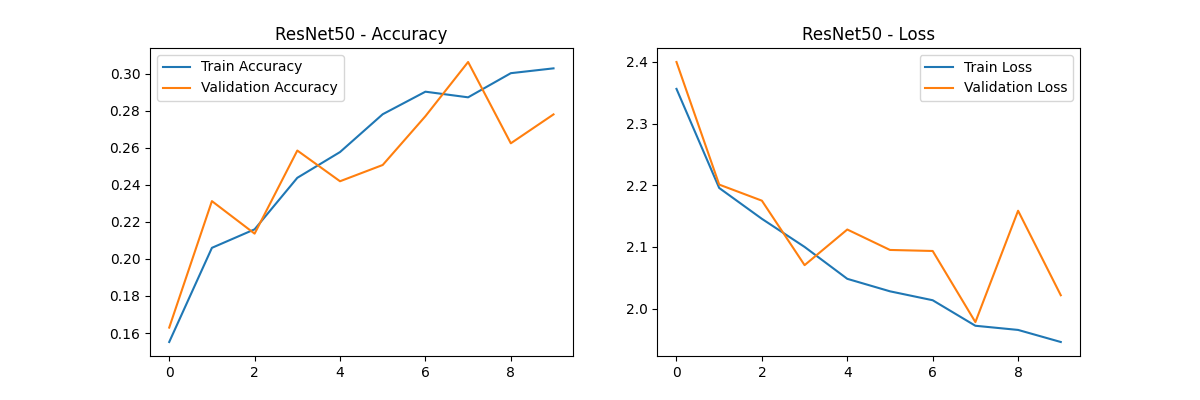 ResNet50 - Accuracy
Train Accuracy
Validation Accuracy
0.30
0.28
0.26
0.24
0.22
0.20
0.18
0.16
0 2 4 6 8
ResNet50 - Loss
Train Loss
Validation Loss
2.4
2.3
2.2
2.1
2.0
0 2 4 6 8